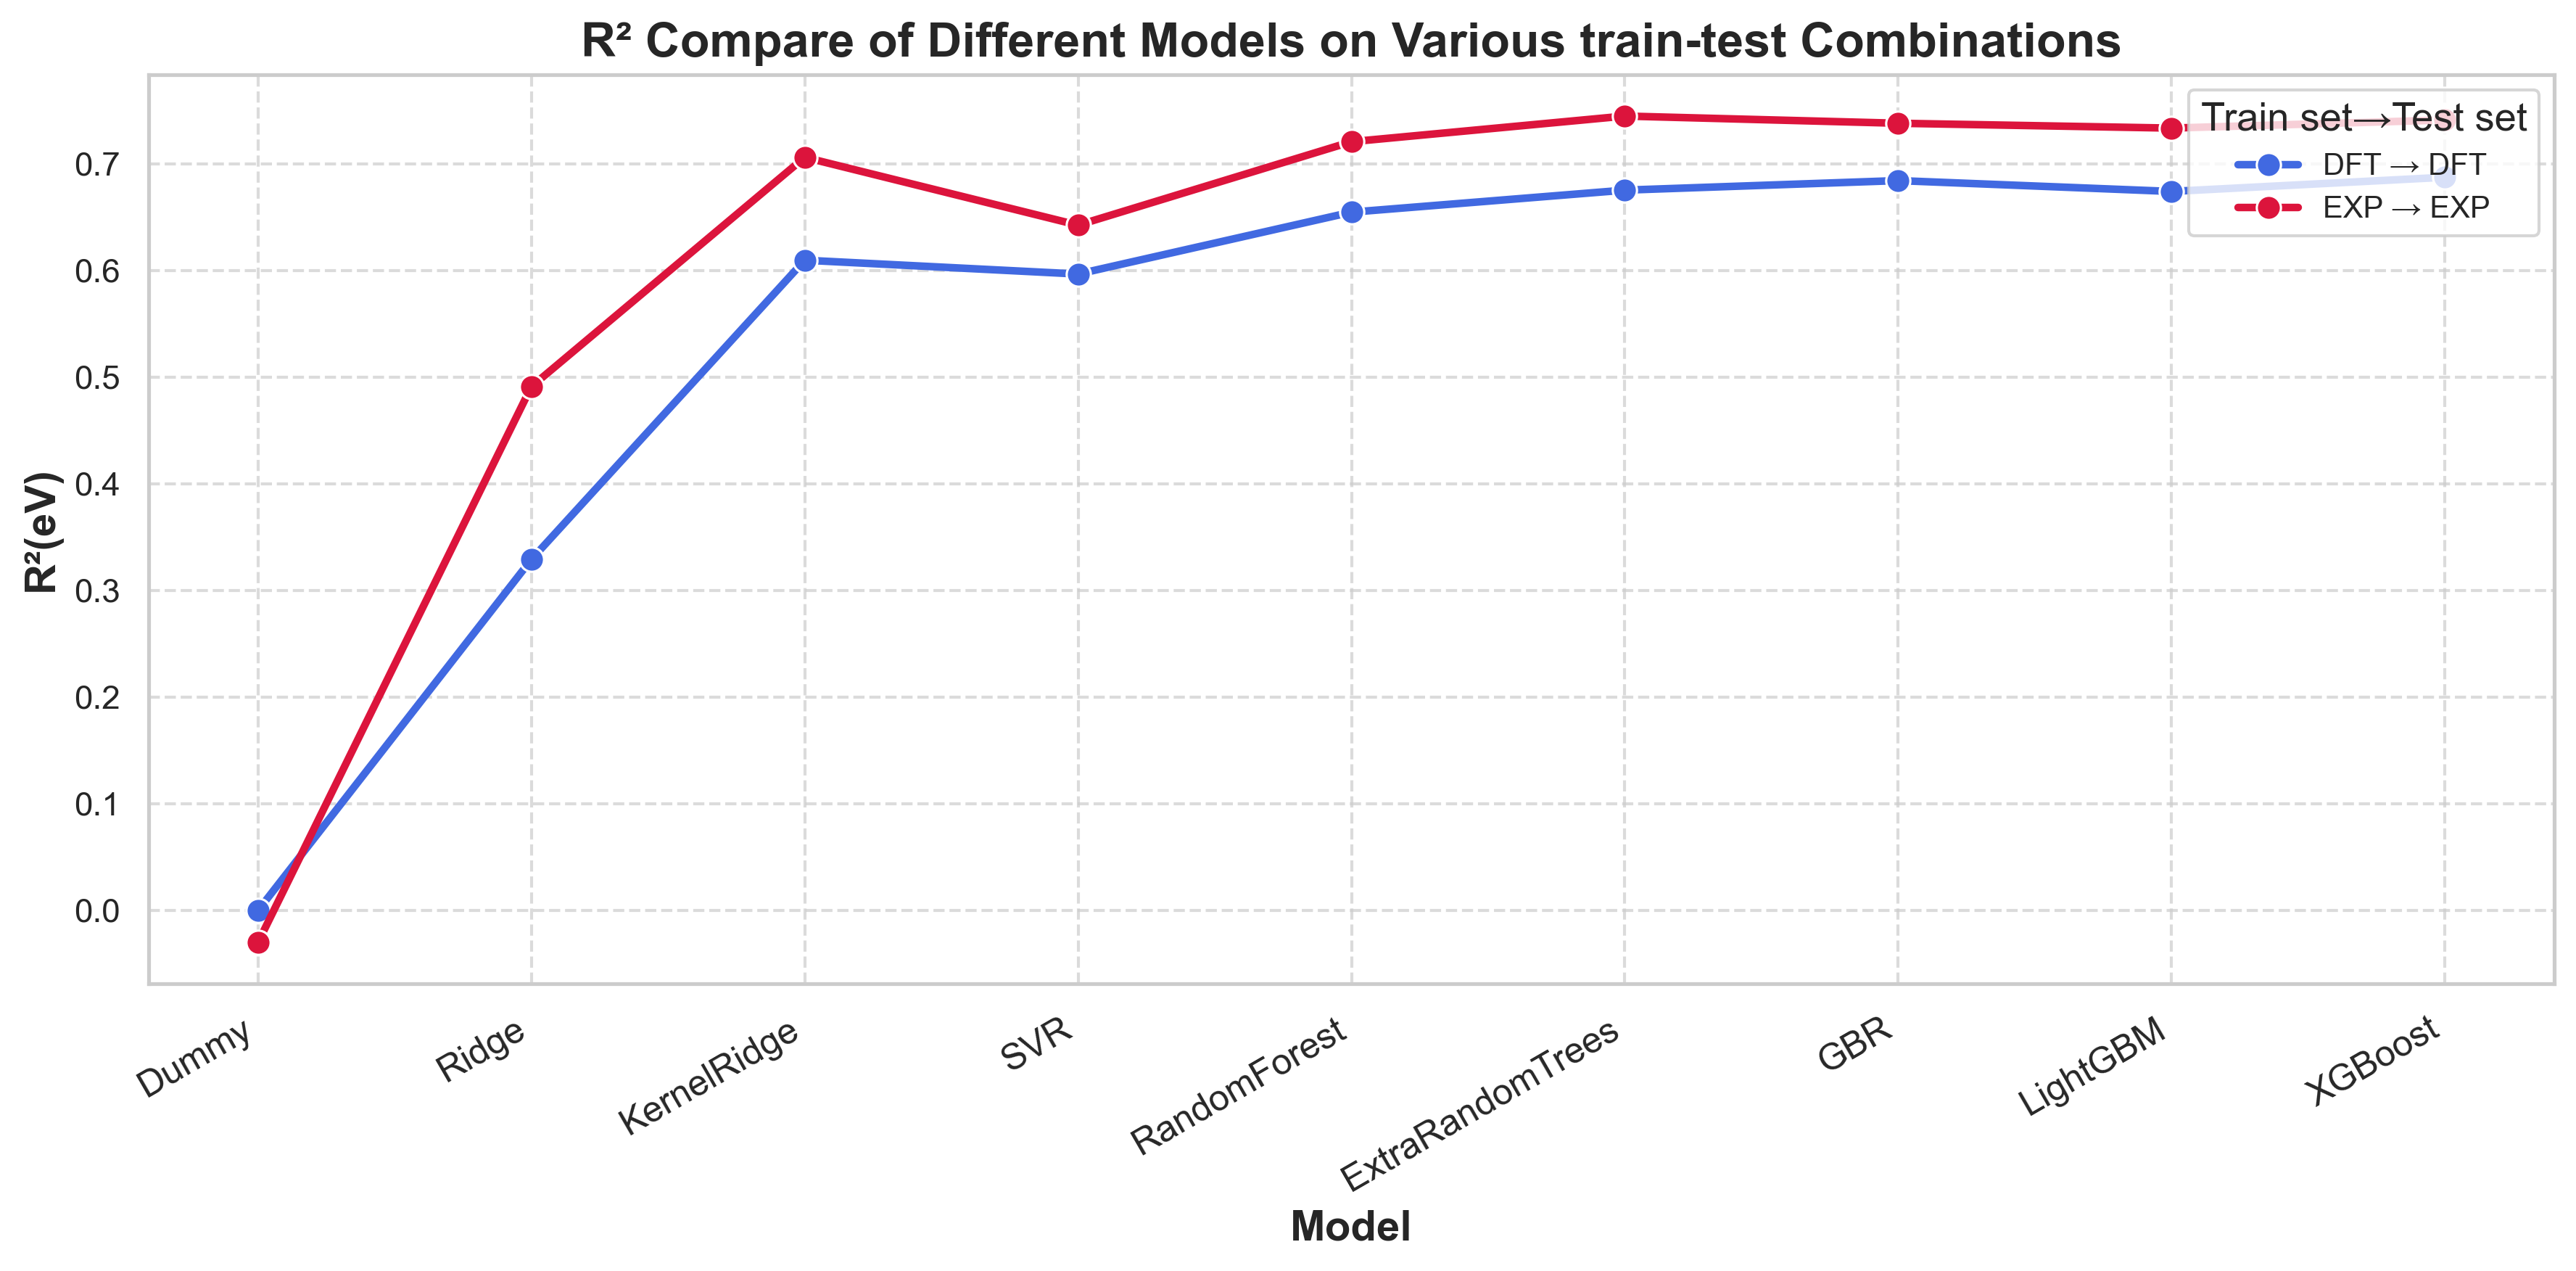 R² Compare of Different Models on Various train-test Combinations
Train set→Test set
DFT → DFT
EXP → EXP
R²(eV)
0.7
0.6
0.5
0.4
0.3
0.2
0.1
0.0
Dummy
Ridge
KernelRidge
SVR
RandomForest
ExtraRandomTrees
GBR
LightGBM
XGBoost
Model